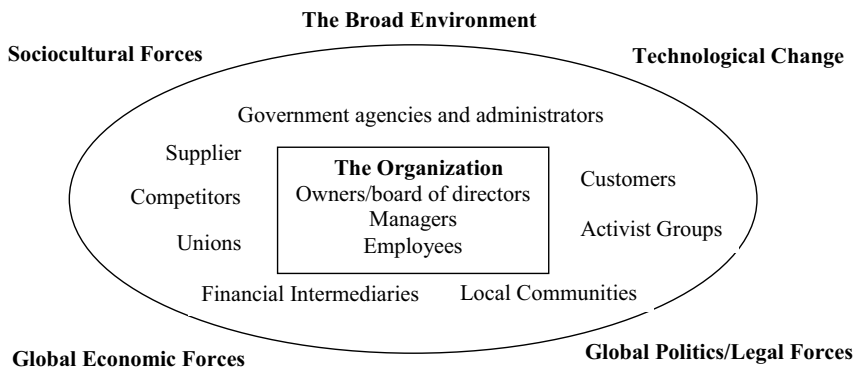 The Broad Environment
Sociocultural Forces
Technological Change
Government agencies and administrators
Supplier
Competitors
Unions
The Organization
Owners/board of directors
Managers
Employees
Customers
Activist Groups
Financial Intermediaries
Local Communities
Global Economic Forces
Global Politics/Legal Forces